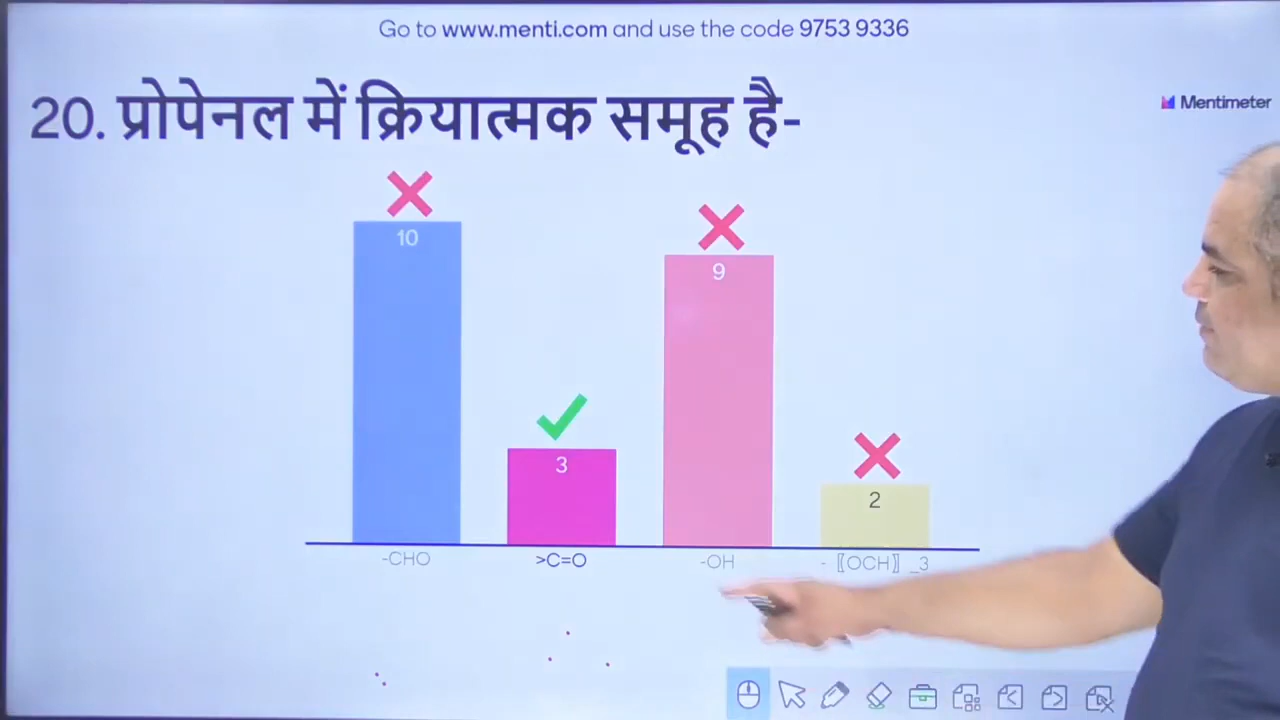 Go to www.menti.com and use the code 9753 9336
20. प्रोपेनल में क्रियात्मक समूह है-
Mentimeter
10
9
3
2
-CHO
>C=O
-OH
- 〖OCH〗 _3